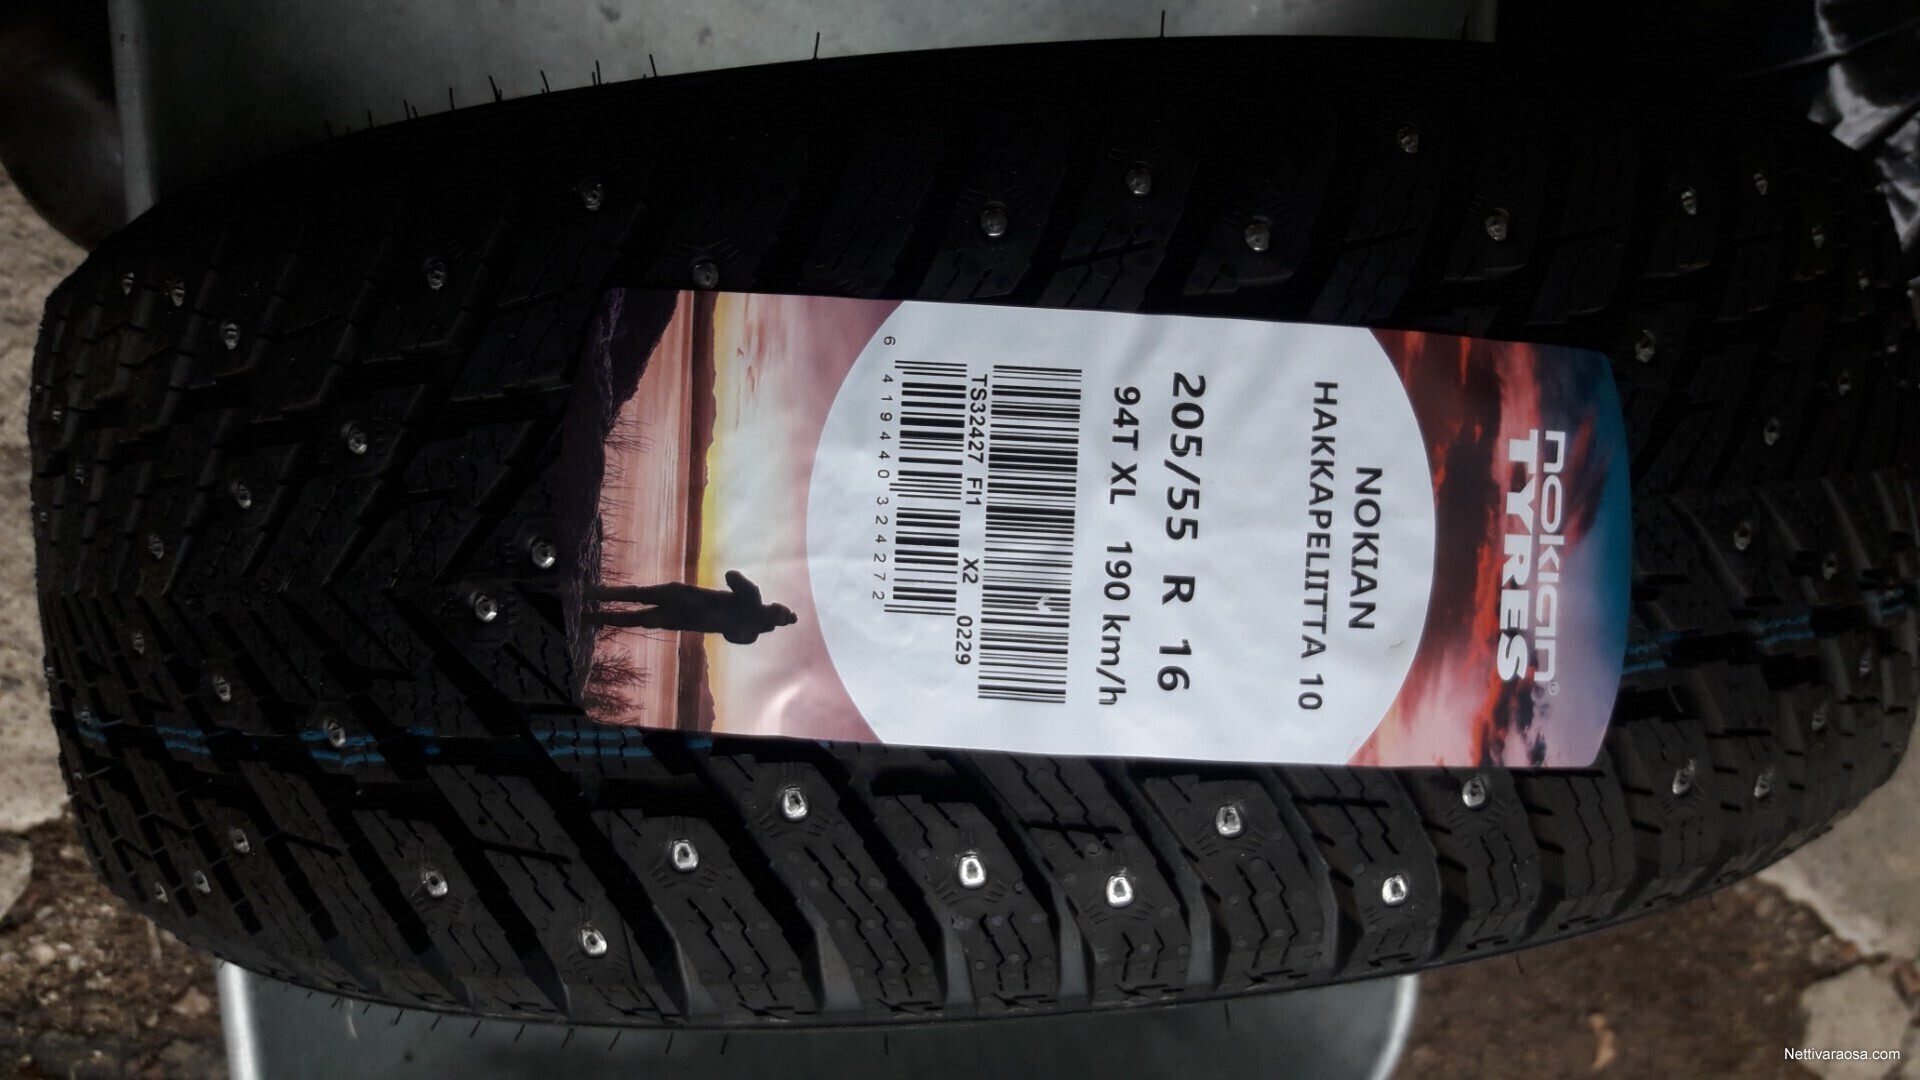 nokian®
TYRES
NOKIAN
HAKKAPELIITTA 10
205/55 R 16
94T XL 190 km/h
TS32427 FI1 X2 0229
6 419440 324272
Nettivaraosa.com